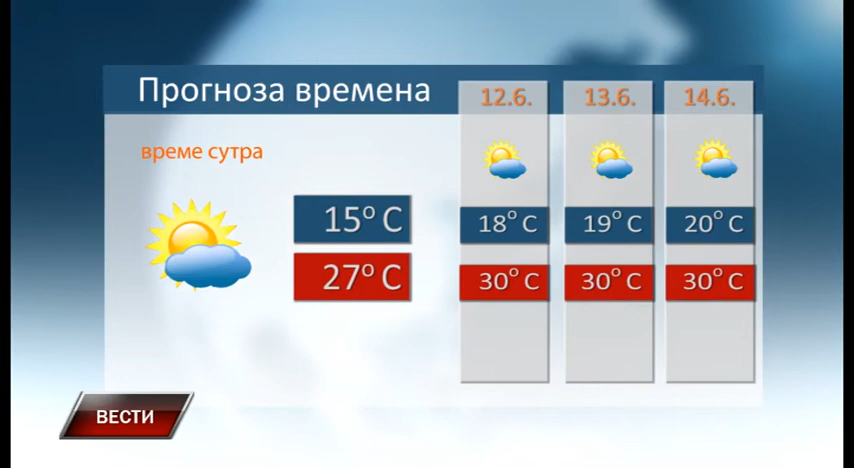 Прогноза времена
време сутра
15° C
27° C
12.6. 13.6. 14.6.
18° C 19° C 20° C
30° C 30° C 30° C
ВЕСТИ